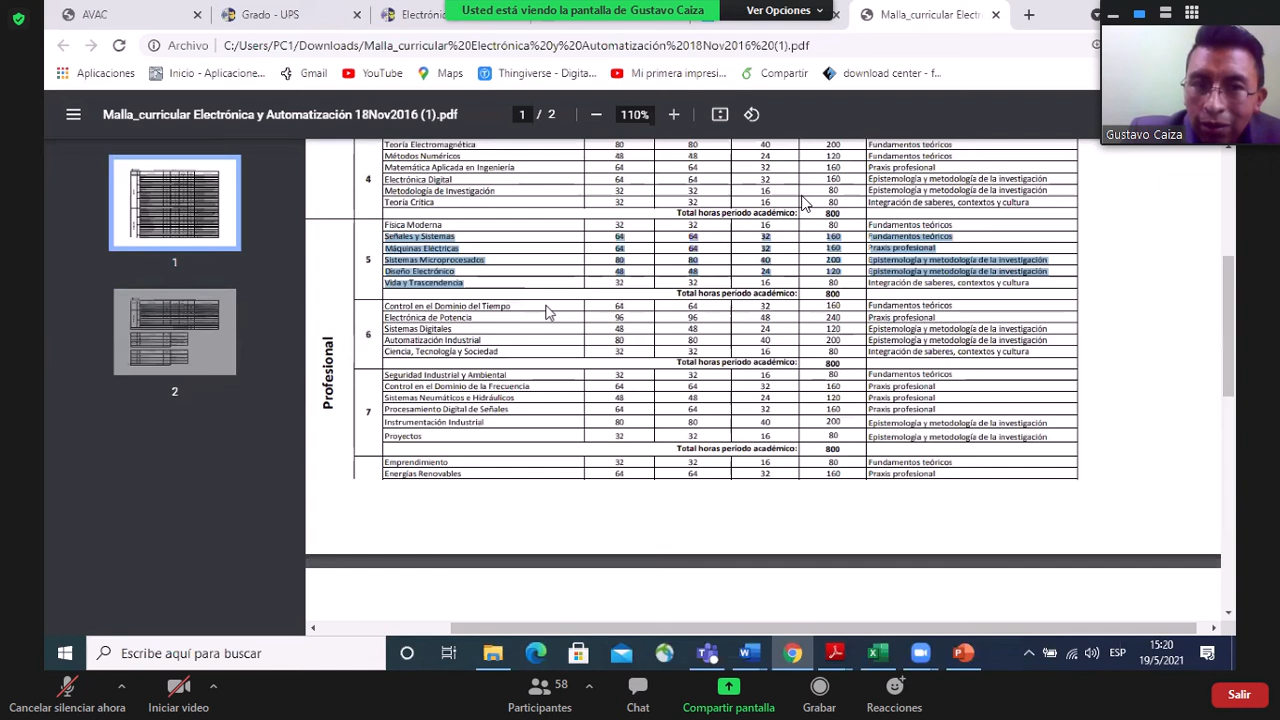 Usted está viendo la pantalla de Gustavo Caiza
Ver Opciones
AVAC
Grado - UPS
Electrónic
Malla_curricular Electr
Archivo
C:/Users/PC1/Downloads/Malla_curricular%20Electrónica%20y%20Automatización%2018Nov2016%20(1).pdf
Aplicaciones
Inicio - Aplicacione...
Gmail
YouTube
Maps
Thingiverse - Digita...
Mi primera impresi...
Compartir
download center - f...
Gustavo Caiza
Malla_curricular Electrónica y Automatización 18Nov2016 (1).pdf
1 / 2
110%
1
2
Profesional
Teoría Electromagnética 80 80 40 200 Fundamentos teóricos
Métodos Numéricos 48 48 24 120 Fundamentos teóricos
Matemática Aplicada en Ingeniería 64 64 32 160 Praxis profesional
4 Electrónica Digital 64 64 32 160 Epistemología y metodología de la investigación
Metodología de Investigación 32 32 16 80 Epistemología y metodología de la investigación
Teoría Crítica 32 32 16 80 Integración de saberes, contextos y cultura
Total horas periodo académico: 800
Física Moderna 32 32 16 80 Fundamentos teóricos
Señales y Sistemas 64 64 32 160 Fundamentos teóricos
Máquinas Eléctricas 64 64 32 160 Praxis profesional
5 Sistemas Microprocesados 80 80 40 200 Epistemología y metodología de la investigación
Diseño Electrónico 48 48 24 120 Epistemología y metodología de la investigación
Vida y Trascendencia 32 32 16 80 Integración de saberes, contextos y cultura
Total horas periodo académico: 800
Control en el Dominio del Tiempo 64 64 32 160 Fundamentos teóricos
Electrónica de Potencia 96 96 48 240 Praxis profesional
6 Sistemas Digitales 48 48 24 120 Epistemología y metodología de la investigación
Automatización Industrial 80 80 40 200 Epistemología y metodología de la investigación
Ciencia, Tecnología y Sociedad 32 32 16 80 Integración de saberes, contextos y cultura
Total horas periodo académico: 800
Seguridad Industrial y Ambiental 32 32 16 80 Fundamentos teóricos
Control en el Dominio de la Frecuencia 64 64 32 160 Praxis profesional
Sistemas Neumáticos e Hidráulicos 48 48 24 120 Praxis profesional
7 Procesamiento Digital de Señales 64 64 32 160 Praxis profesional
Instrumentación Industrial 80 80 40 200 Epistemología y metodología de la investigación
Proyectos 32 32 16 80 Epistemología y metodología de la investigación
Total horas periodo académico: 800
Emprendimiento 32 32 16 80 Fundamentos teóricos
Energías Renovables 64 64 32 160 Praxis profesional
Escribe aquí para buscar
ESP
15:20
19/5/2021
58
Cancelar silenciar ahora
Iniciar video
Participantes
Chat
Compartir pantalla
Grabar
Reacciones
Salir